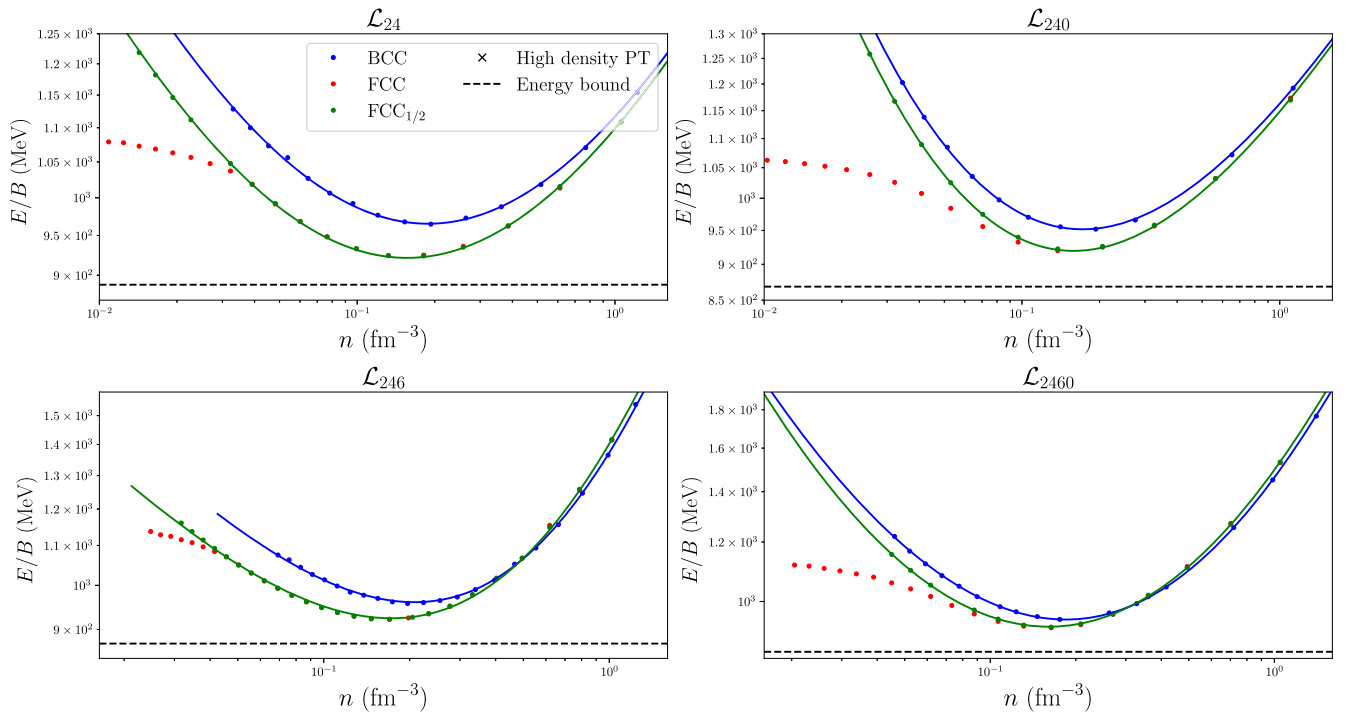 ℒ₂₄
1.25 × 10³
1.2 × 10³
1.15 × 10³
1.1 × 10³
1.05 × 10³
10³
9.5 × 10²
9 × 10²
E/B (MeV)
BCC
FCC
FCC₁/₂
High density PT
Energy bound
10⁻²
10⁻¹
10⁰
n (fm⁻³)
ℒ₂₄₀
1.3 × 10³
1.25 × 10³
1.2 × 10³
1.15 × 10³
1.1 × 10³
1.05 × 10³
10³
9.5 × 10²
9 × 10²
8.5 × 10²
E/B (MeV)
10⁻²
10⁻¹
10⁰
n (fm⁻³)
ℒ₂₄₆
1.5 × 10³
1.4 × 10³
1.3 × 10³
1.2 × 10³
1.1 × 10³
10³
9 × 10²
E/B (MeV)
10⁻¹
10⁰
n (fm⁻³)
ℒ₂₄₆₀
1.8 × 10³
1.6 × 10³
1.4 × 10³
1.2 × 10³
10³
E/B (MeV)
10⁻¹
10⁰
n (fm⁻³)